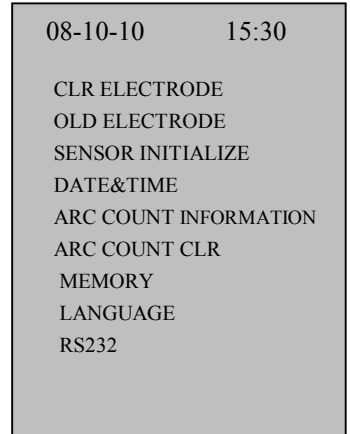 08-10-10 15:30
CLR ELECTRODE
OLD ELECTRODE
SENSOR INITIALIZE
DATE&TIME
ARC COUNT INFORMATION
ARC COUNT CLR
MEMORY
LANGUAGE
RS232